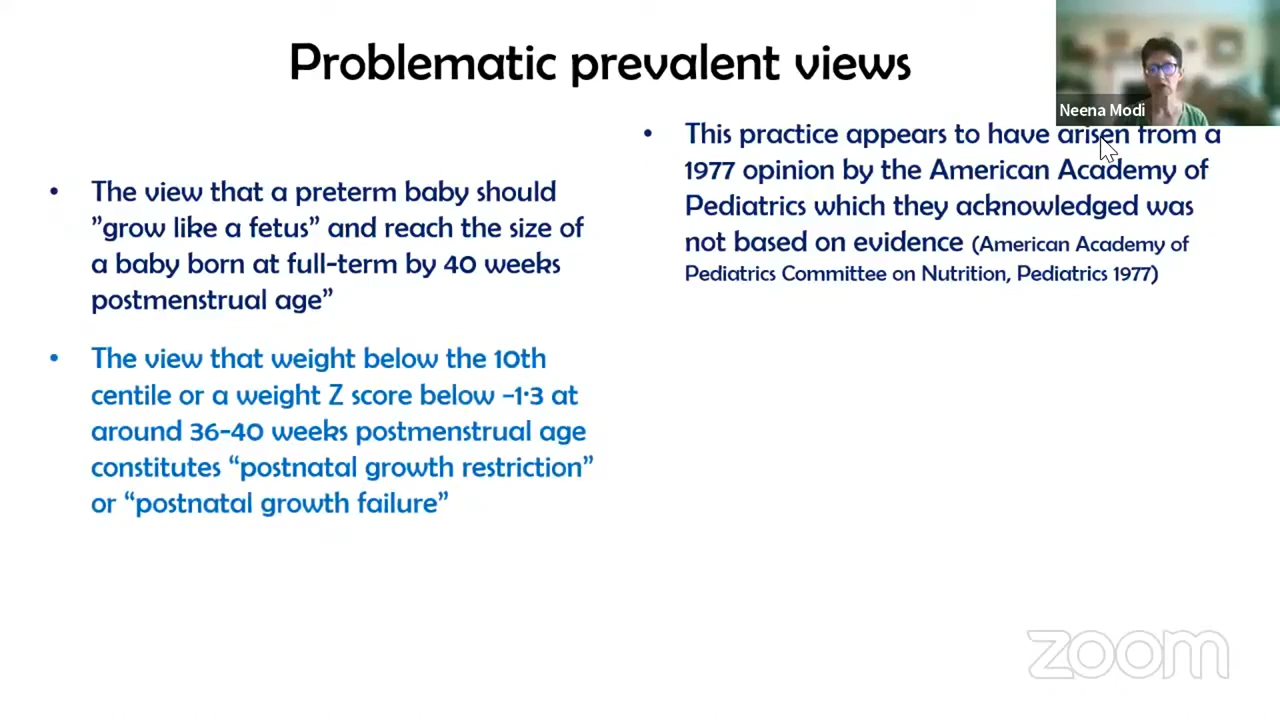 Problematic prevalent views
Neena Modi
• The view that a preterm baby should
”grow like a fetus” and reach the size of
a baby born at full-term by 40 weeks
postmenstrual age”
• The view that weight below the 10th
centile or a weight Z score below -1·3 at
around 36-40 weeks postmenstrual age
constitutes “postnatal growth restriction”
or “postnatal growth failure”
• This practice appears to have arisen from a
1977 opinion by the American Academy of
Pediatrics which they acknowledged was
not based on evidence (American Academy of
Pediatrics Committee on Nutrition, Pediatrics 1977)
zoom